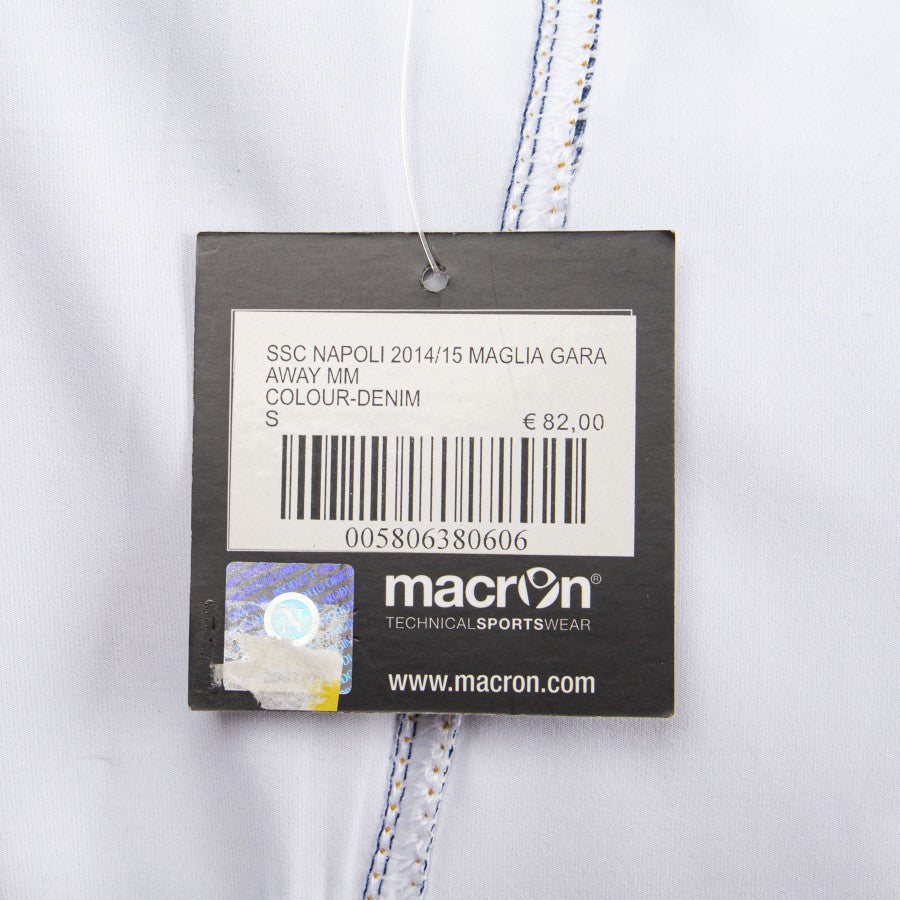 SSC NAPOLI 2014/15 MAGLIA GARA
AWAY MM
COLOUR-DENIM
S € 82,00
005806380606
N
macron®
TECHNICALSPORTSWEAR
www.macron.com